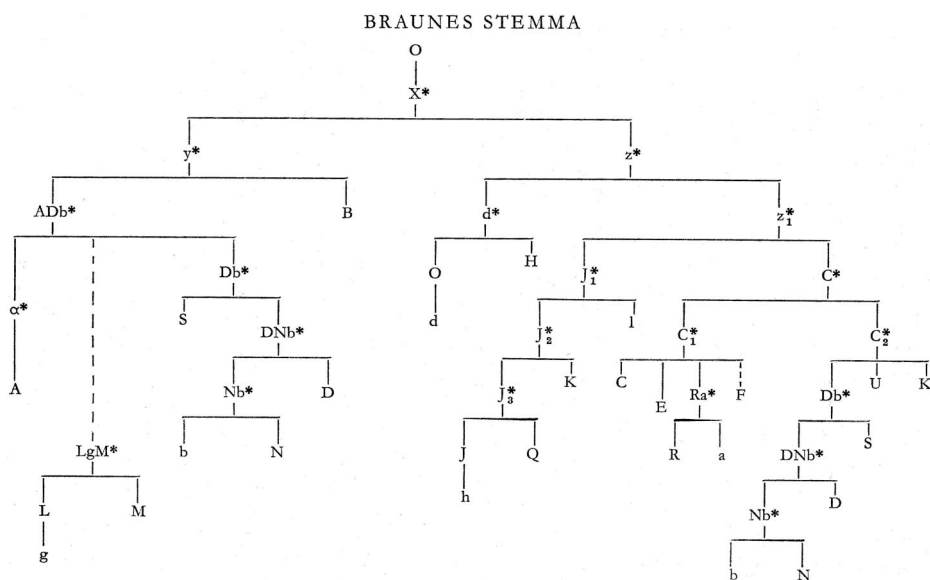 BRAUNES STEMMA
O
X*
y* z*
ADb* B d* z₁*
Db* O H J₁* C*
α* S d l
DNb* J₂* C₁* C₂*
A Nb* D J₃* K C E Ra* F Db* U K
LgM* b N J Q R a DNb* S
L M h Nb* D
g b N